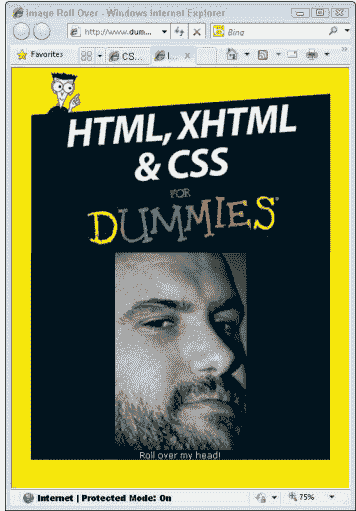 Image Roll Over - Windows Internet Explorer
http://www.dum...
Bing
Favorites
CS...
I...
HTML, XHTML
& CSS
FOR
DUMMIES
Roll over my head!
Internet | Protected Mode: On
75%